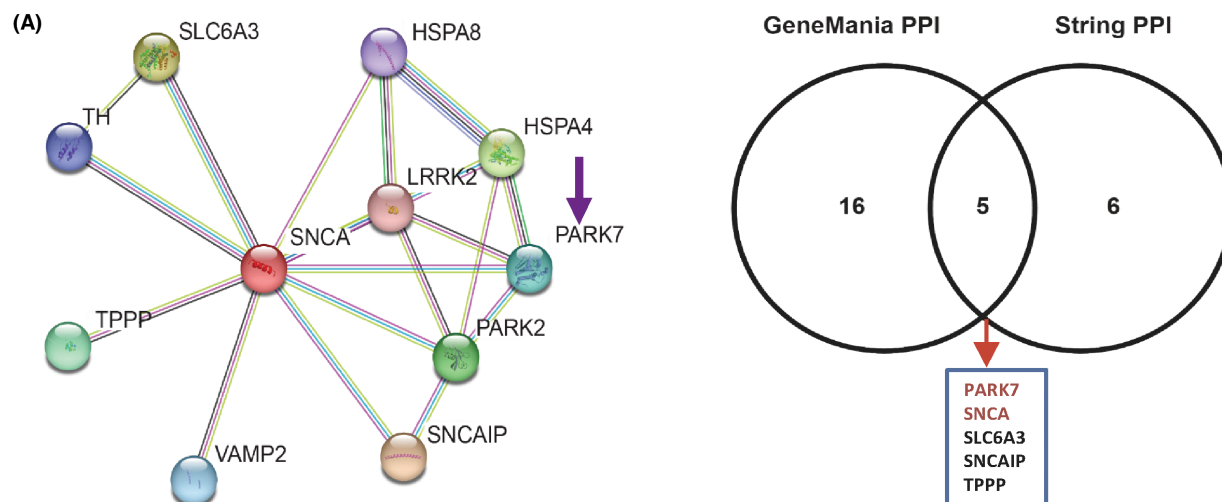 (A)
SLC6A3
HSPA8
TH
HSPA4
LRRK2
SNCA
PARK7
TPPP
PARK2
VAMP2
SNCAIP
GeneMania PPI
String PPI
16
5
6
PARK7
SNCA
SLC6A3
SNCAIP
TPPP